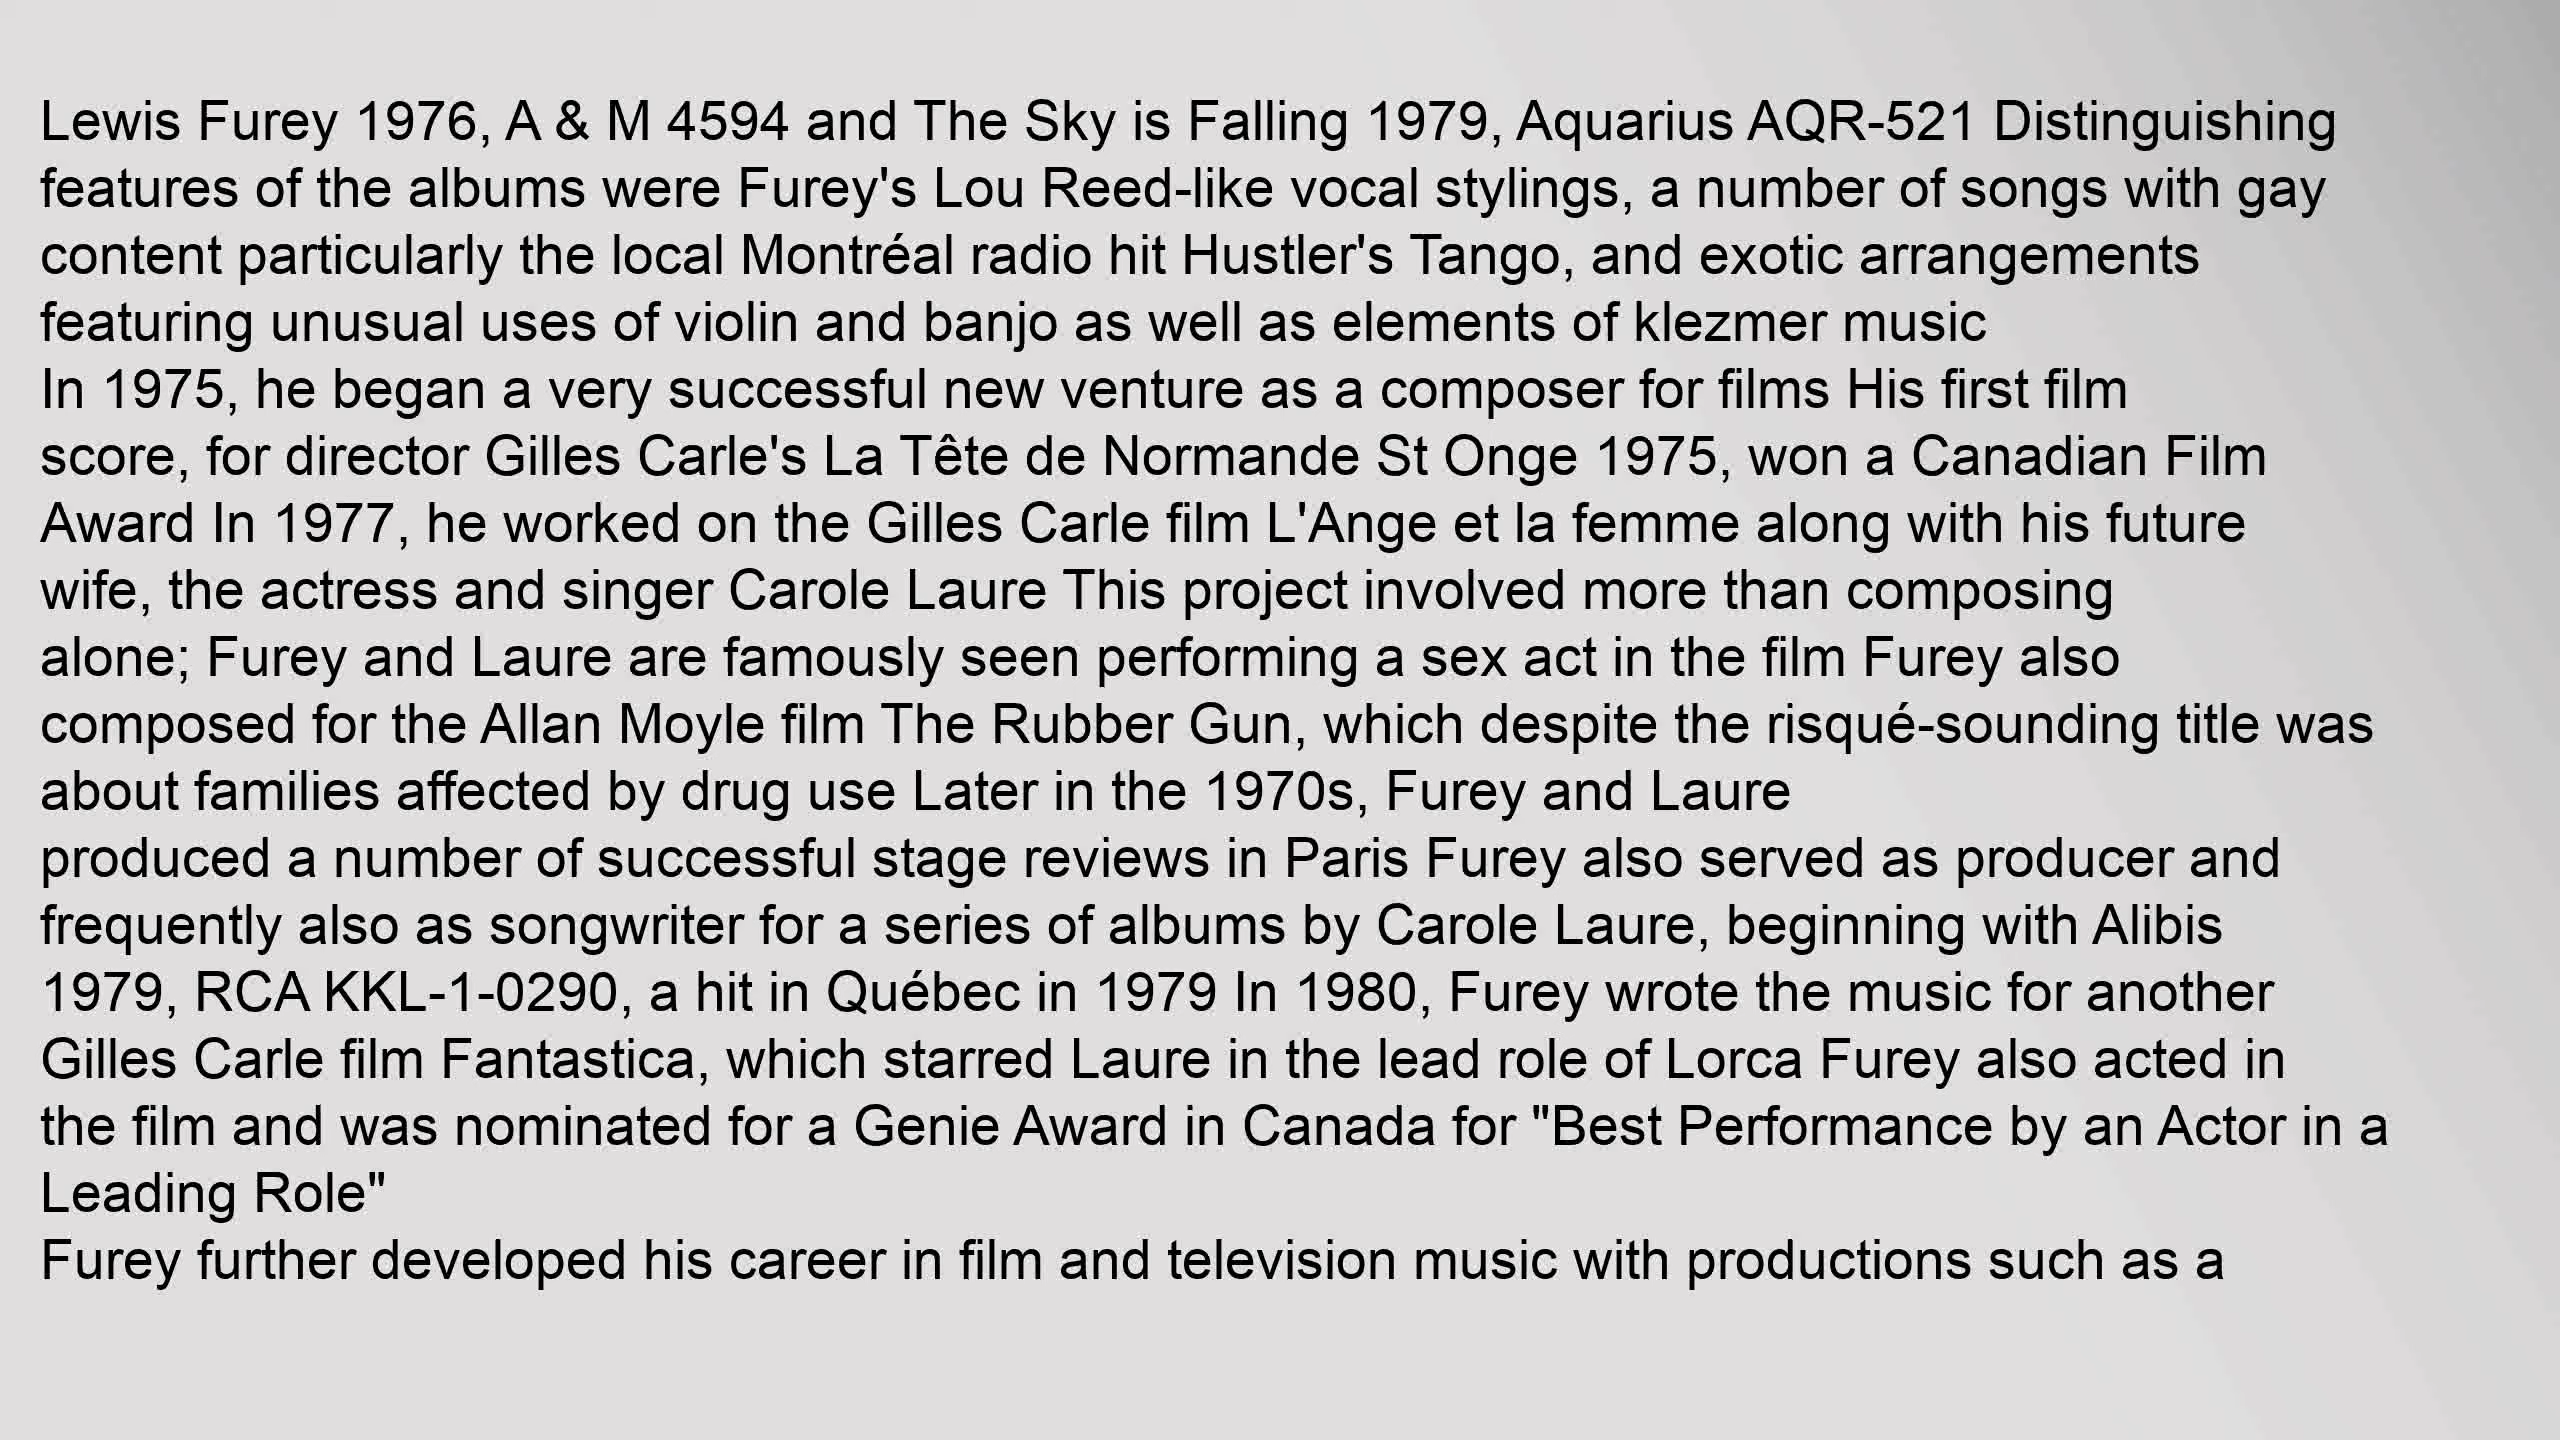 Lewis Furey 1976, A & M 4594 and The Sky is Falling 1979, Aquarius AQR-521 Distinguishing
features of the albums were Furey's Lou Reed-like vocal stylings, a number of songs with gay
content particularly the local Montréal radio hit Hustler's Tango, and exotic arrangements
featuring unusual uses of violin and banjo as well as elements of klezmer music
In 1975, he began a very successful new venture as a composer for films His first film
score, for director Gilles Carle's La Tête de Normande St Onge 1975, won a Canadian Film
Award In 1977, he worked on the Gilles Carle film L'Ange et la femme along with his future
wife, the actress and singer Carole Laure This project involved more than composing
alone; Furey and Laure are famously seen performing a sex act in the film Furey also
composed for the Allan Moyle film The Rubber Gun, which despite the risqué-sounding title was
about families affected by drug use Later in the 1970s, Furey and Laure
produced a number of successful stage reviews in Paris Furey also served as producer and
frequently also as songwriter for a series of albums by Carole Laure, beginning with Alibis
1979, RCA KKL-1-0290, a hit in Québec in 1979 In 1980, Furey wrote the music for another
Gilles Carle film Fantastica, which starred Laure in the lead role of Lorca Furey also acted in
the film and was nominated for a Genie Award in Canada for "Best Performance by an Actor in a
Leading Role"
Furey further developed his career in film and television music with productions such as a